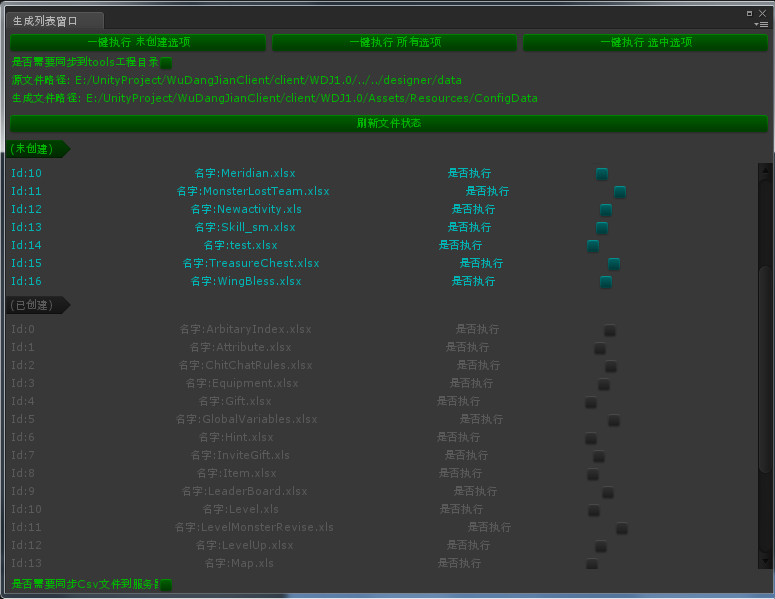 生成列表窗口
一键执行 未创建选项 一键执行 所有选项 一键执行 选中选项
是否需要同步到tools工程目录
源文件路径: E:/UnityProject/WuDangJianClient/client/WDJ1.0/../../designer/data
生成文件路径: E:/UnityProject/WuDangJianClient/client/WDJ1.0/Assets/Resources/ConfigData
刷新文件状态
(未创建)
Id:10 名字:Meridian.xlsx 是否执行
Id:11 名字:MonsterLostTeam.xlsx 是否执行
Id:12 名字:Newactivity.xls 是否执行
Id:13 名字:Skill_sm.xlsx 是否执行
Id:14 名字:test.xlsx 是否执行
Id:15 名字:TreasureChest.xlsx 是否执行
Id:16 名字:WingBless.xlsx 是否执行
(已创建)
Id:0 名字:ArbitaryIndex.xlsx 是否执行
Id:1 名字:Attribute.xlsx 是否执行
Id:2 名字:ChitChatRules.xlsx 是否执行
Id:3 名字:Equipment.xlsx 是否执行
Id:4 名字:Gift.xlsx 是否执行
Id:5 名字:GlobalVariables.xlsx 是否执行
Id:6 名字:Hint.xlsx 是否执行
Id:7 名字:InviteGift.xls 是否执行
Id:8 名字:Item.xlsx 是否执行
Id:9 名字:LeaderBoard.xlsx 是否执行
Id:10 名字:Level.xls 是否执行
Id:11 名字:LevelMonsterRevise.xls 是否执行
Id:12 名字:LevelUp.xlsx 是否执行
Id:13 名字:Map.xls 是否执行
是否需要同步Csv文件到服务